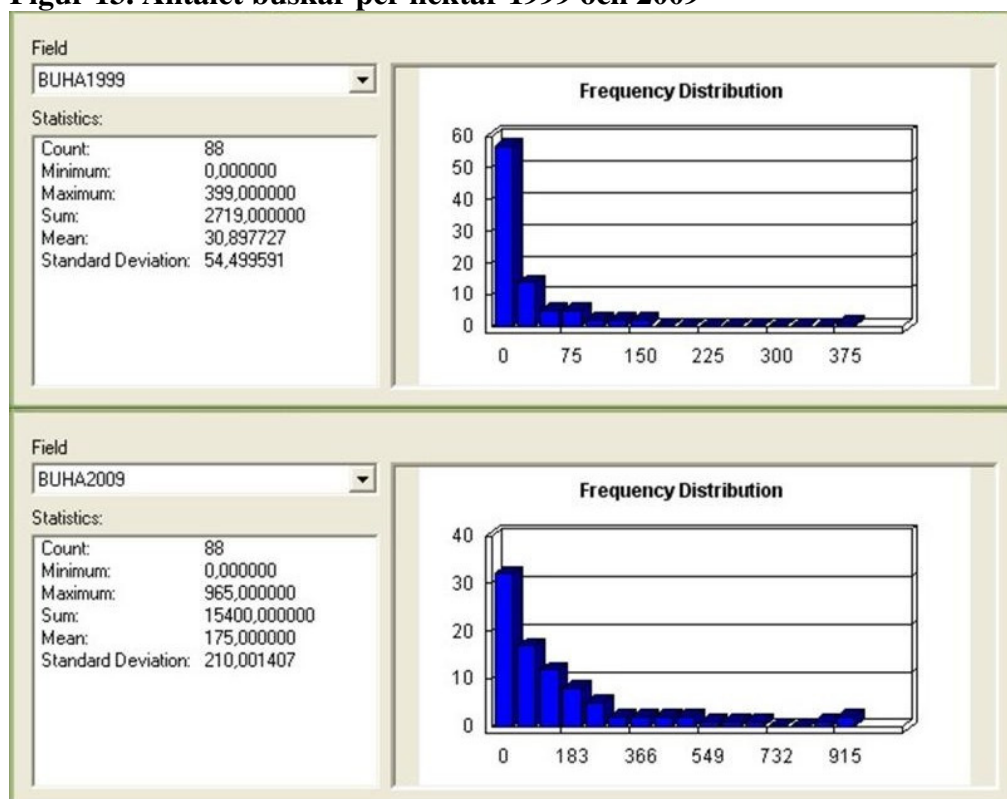 Figur 13. Antalet buskar per hektar 1999 och 2009
Field
BUHA1999
Statistics:
Count: 88
Minimum: 0,000000
Maximum: 399,000000
Sum: 2719,000000
Mean: 30,897727
Standard Deviation: 54,499591
Frequency Distribution
60
50
40
30
20
10
0
0 75 150 225 300 375
Field
BUHA2009
Statistics:
Count: 88
Minimum: 0,000000
Maximum: 965,000000
Sum: 15400,000000
Mean: 175,000000
Standard Deviation: 210,001407
Frequency Distribution
40
30
20
10
0
0 183 366 549 732 915